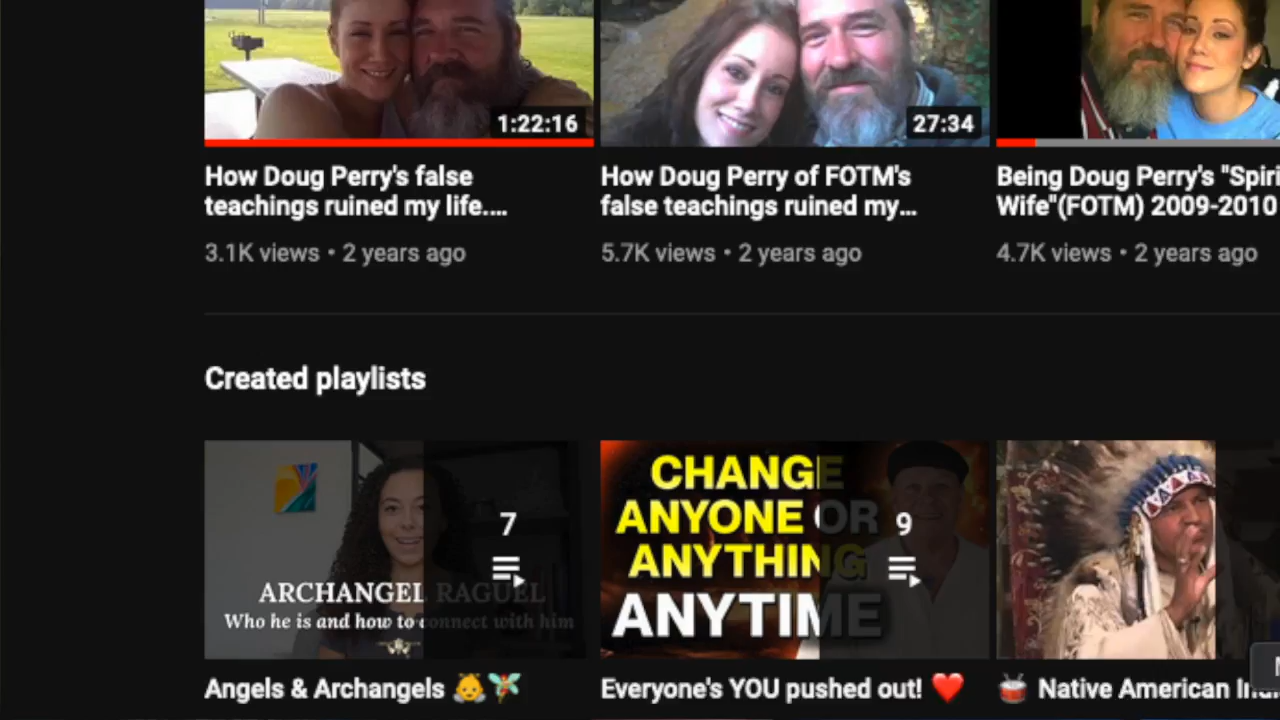 1:22:16
27:34
How Doug Perry's false
teachings ruined my life....
How Doug Perry of FOTM's
false teachings ruined my...
Being Doug Perry's "Spiri
Wife"(FOTM) 2009-2010
3.1K views • 2 years ago
5.7K views • 2 years ago
4.7K views • 2 years ago
Created playlists
7
ARCHANGEL RAGUEL
Who he is and how to connect with him
CHANGE
ANYONE OR
ANYTHING
ANYTIME
9
Angels & Archangels
Everyone's YOU pushed out! ❤️
🥁 Native American